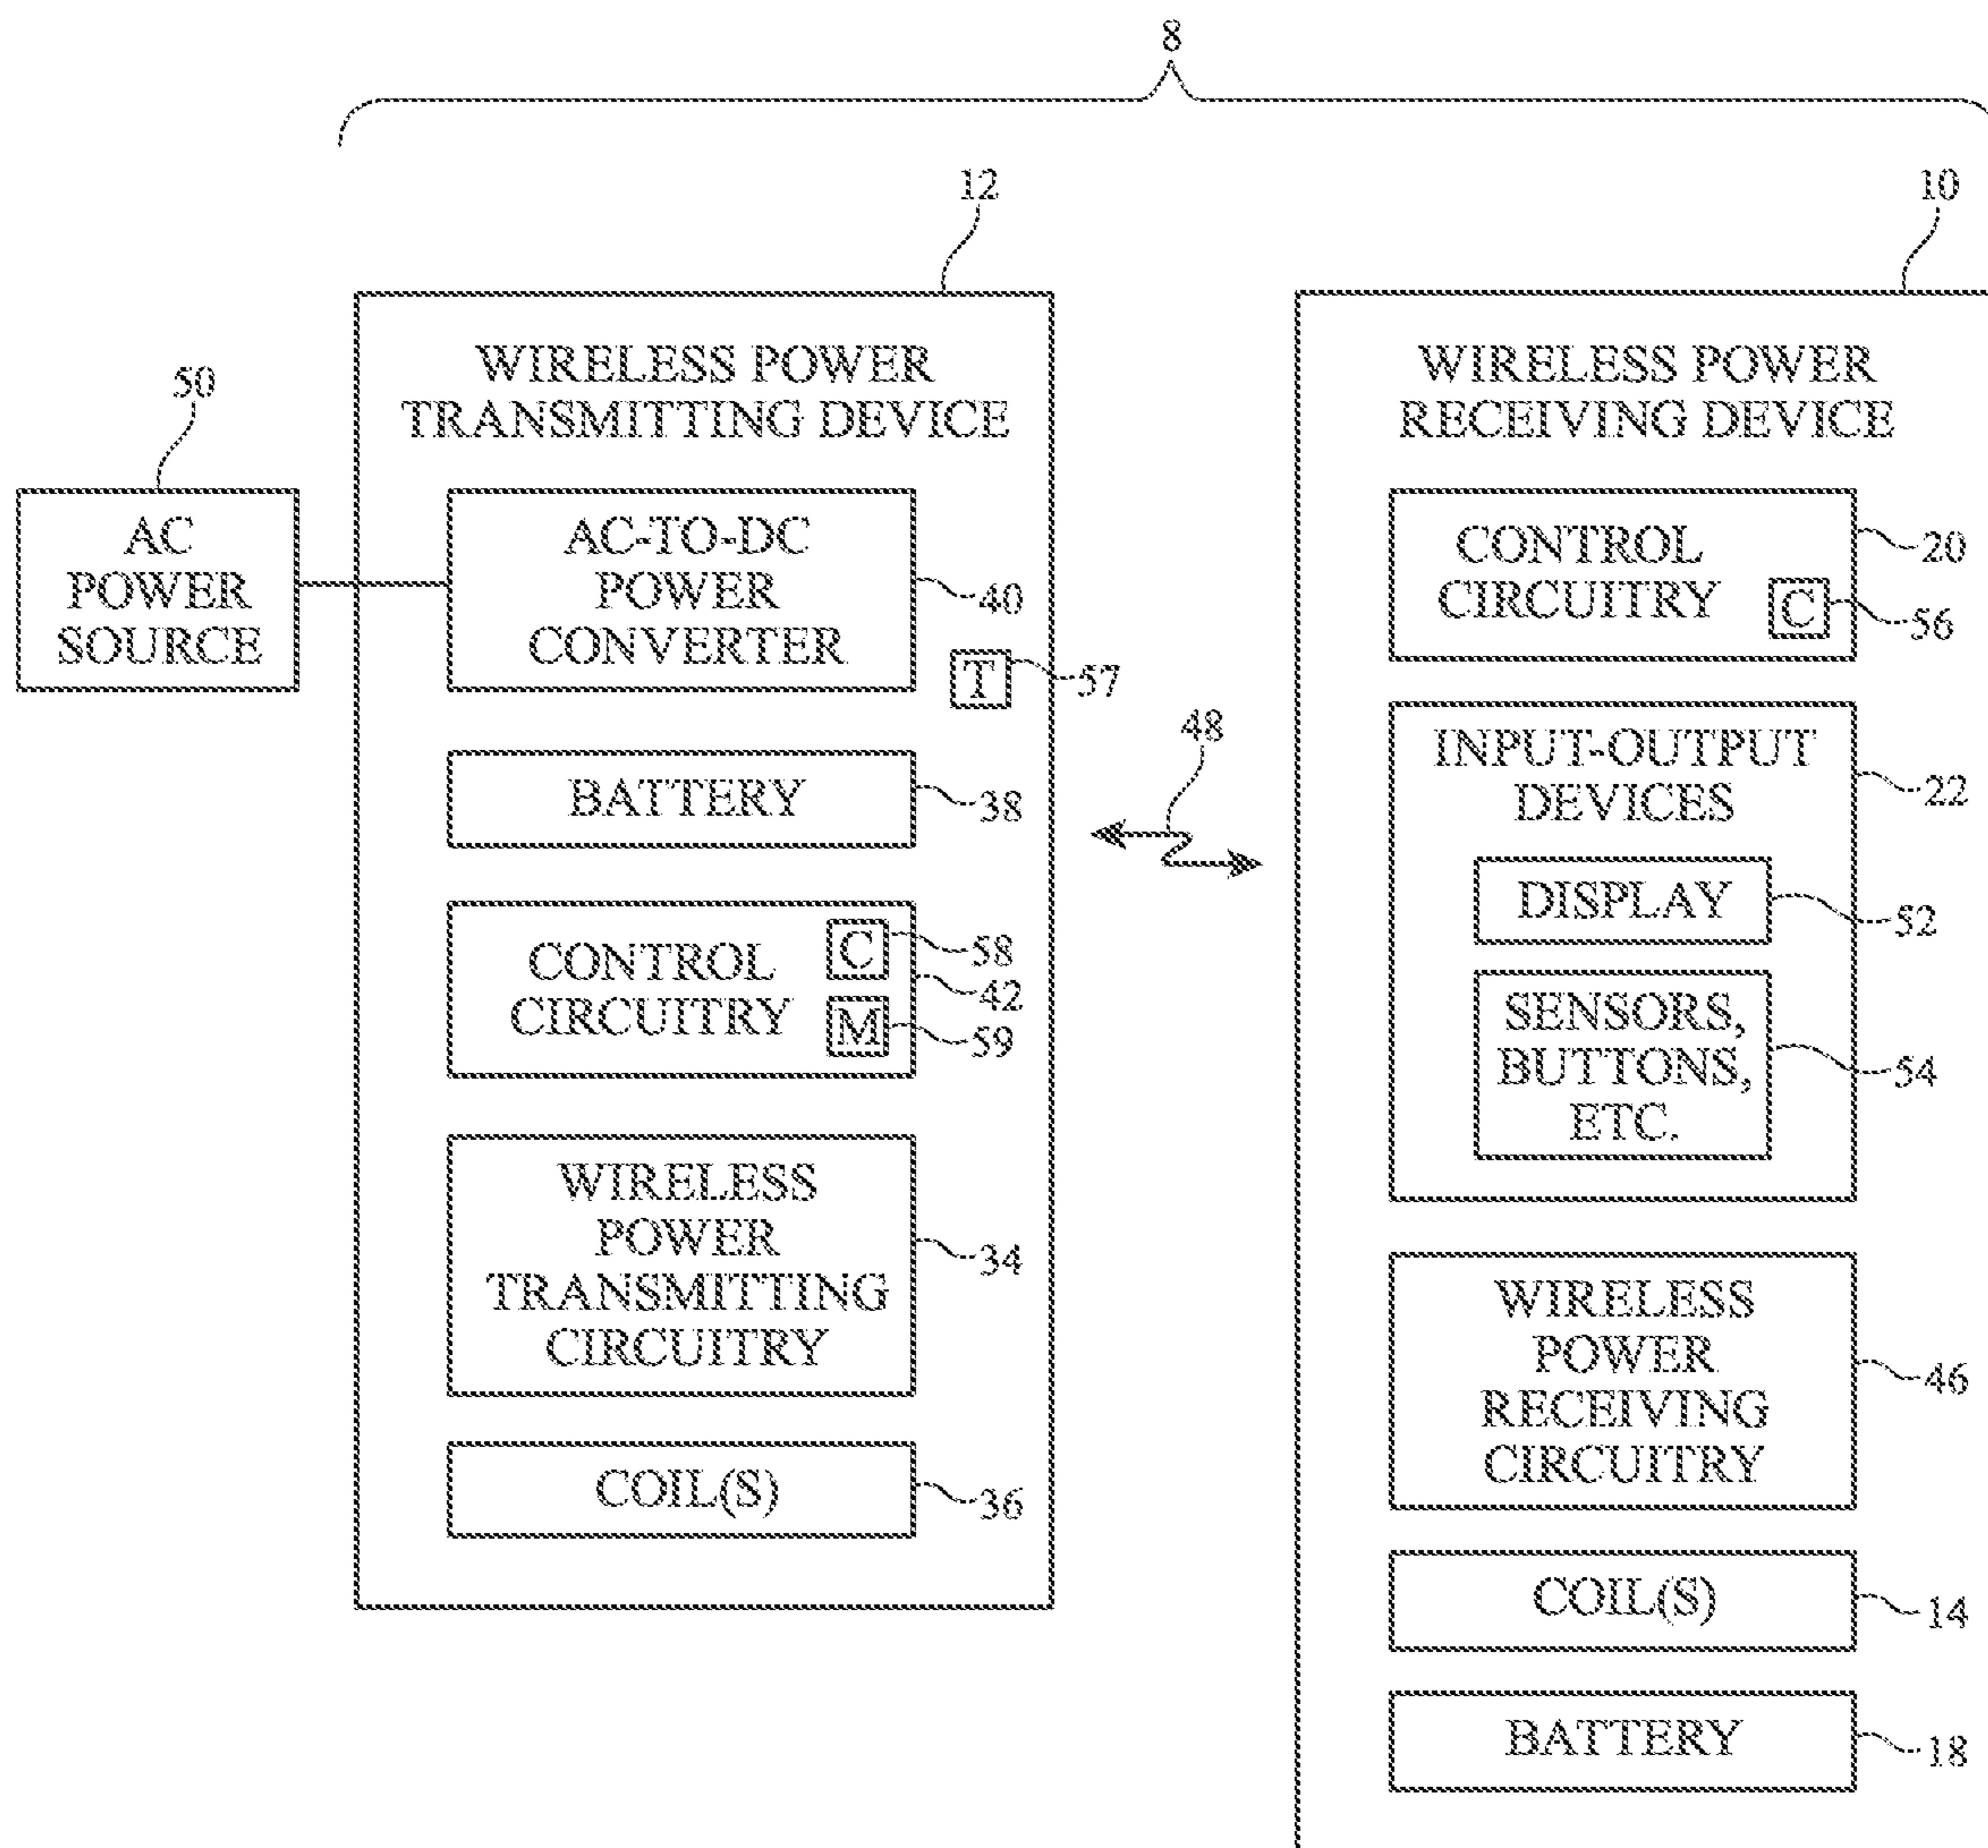 8
12
10
50
WIRELESS POWER
TRANSMITTING DEVICE
AC
POWER
SOURCE
AC-TO-DC
POWER
CONVERTER
40
T
57
BATTERY
38
CONTROL
CIRCUITRY
C
58
42
M
59
WIRELESS
POWER
TRANSMITTING
CIRCUITRY
34
COIL(S)
36
48
WIRELESS POWER
RECEIVING DEVICE
CONTROL
CIRCUITRY
C
20
56
INPUT-OUTPUT
DEVICES
22
DISPLAY
52
SENSORS,
BUTTONS,
ETC.
54
WIRELESS
POWER
RECEIVING
CIRCUITRY
46
COIL(S)
14
BATTERY
18